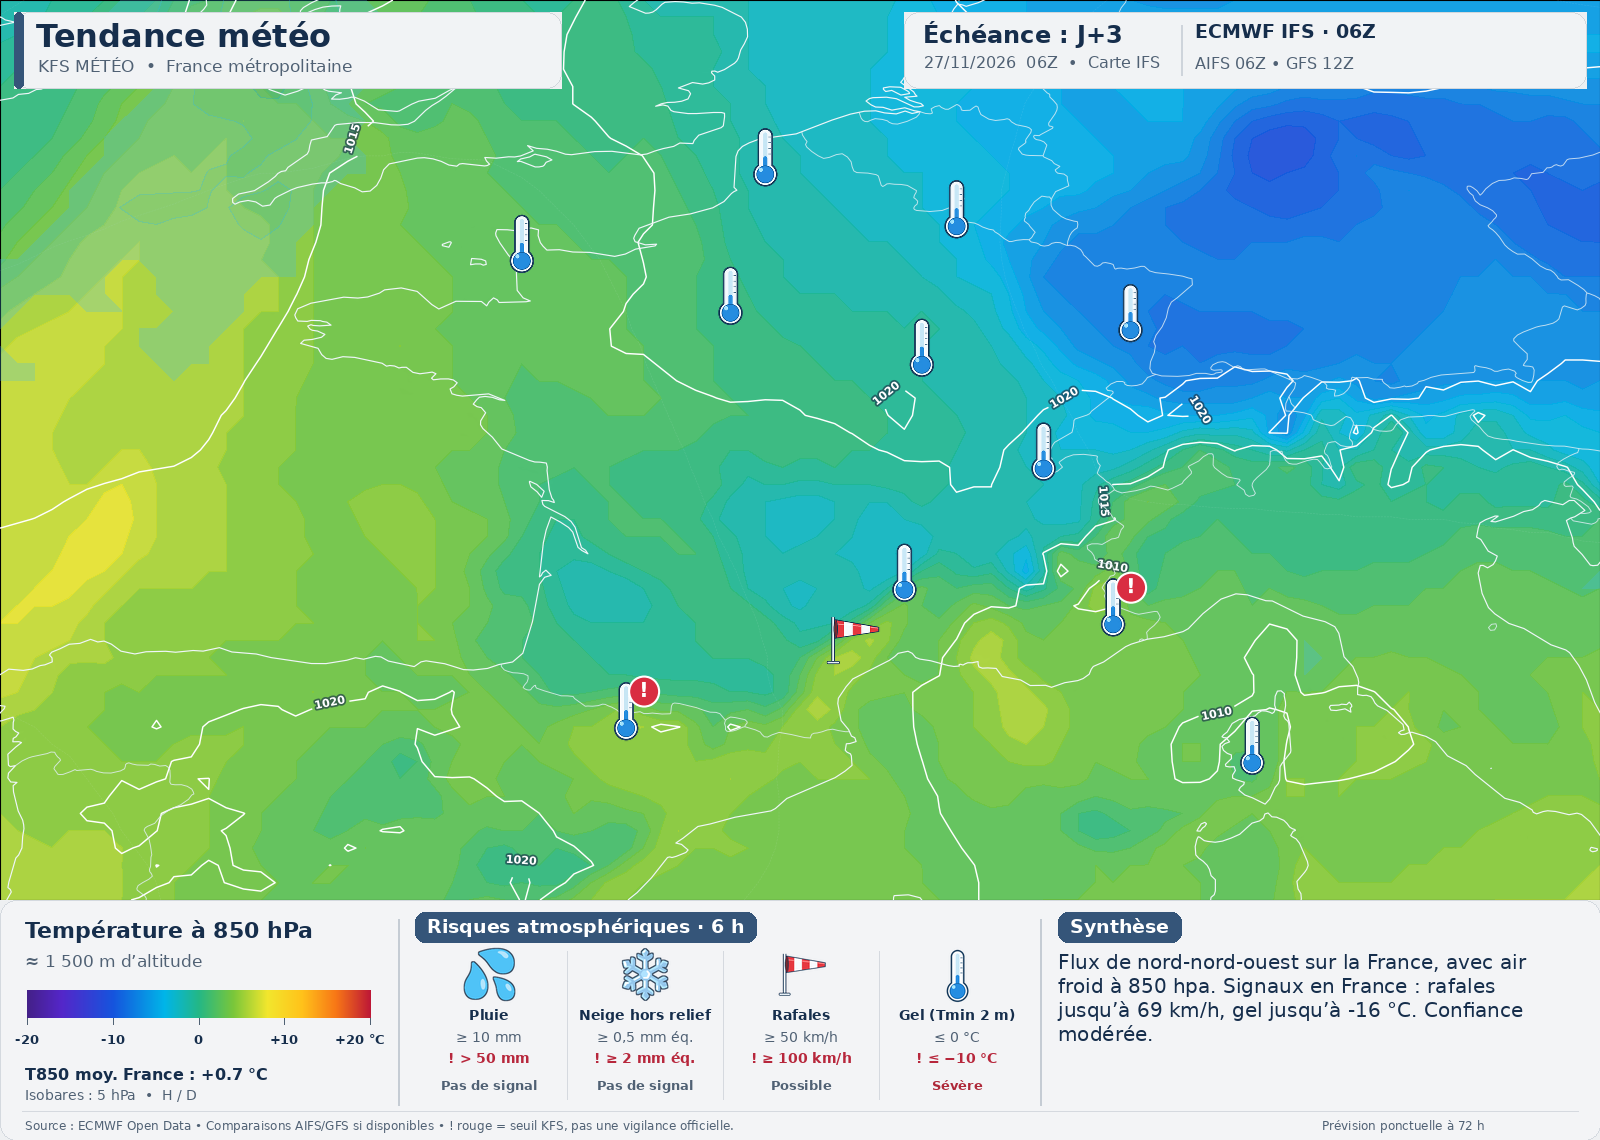 Tendance météo
KFS MÉTÉO • France métropolitaine
Échéance : J+3
27/11/2026 06Z • Carte IFS
ECMWF IFS · 06Z
AIFS 06Z • GFS 12Z
1015
1020
1020
1020
1015
1010
1020
1010
1020
Température à 850 hPa
≈ 1 500 m d’altitude
-20 -10 0 +10 +20 °C
T850 moy. France : +0.7 °C
Isobares : 5 hPa • H / D
Risques atmosphériques · 6 h
Pluie
≥ 10 mm
! > 50 mm
Pas de signal
Neige hors relief
≥ 0,5 mm éq.
! ≥ 2 mm éq.
Pas de signal
Rafales
≥ 50 km/h
! ≥ 100 km/h
Possible
Gel (Tmin 2 m)
≤ 0 °C
! ≤ −10 °C
Sévère
Synthèse
Flux de nord-nord-ouest sur la France, avec air
froid à 850 hpa. Signaux en France : rafales
jusqu’à 69 km/h, gel jusqu’à -16 °C. Confiance
modérée.
Source : ECMWF Open Data • Comparaisons AIFS/GFS si disponibles • ! rouge = seuil KFS, pas une vigilance officielle.
Prévision ponctuelle à 72 h